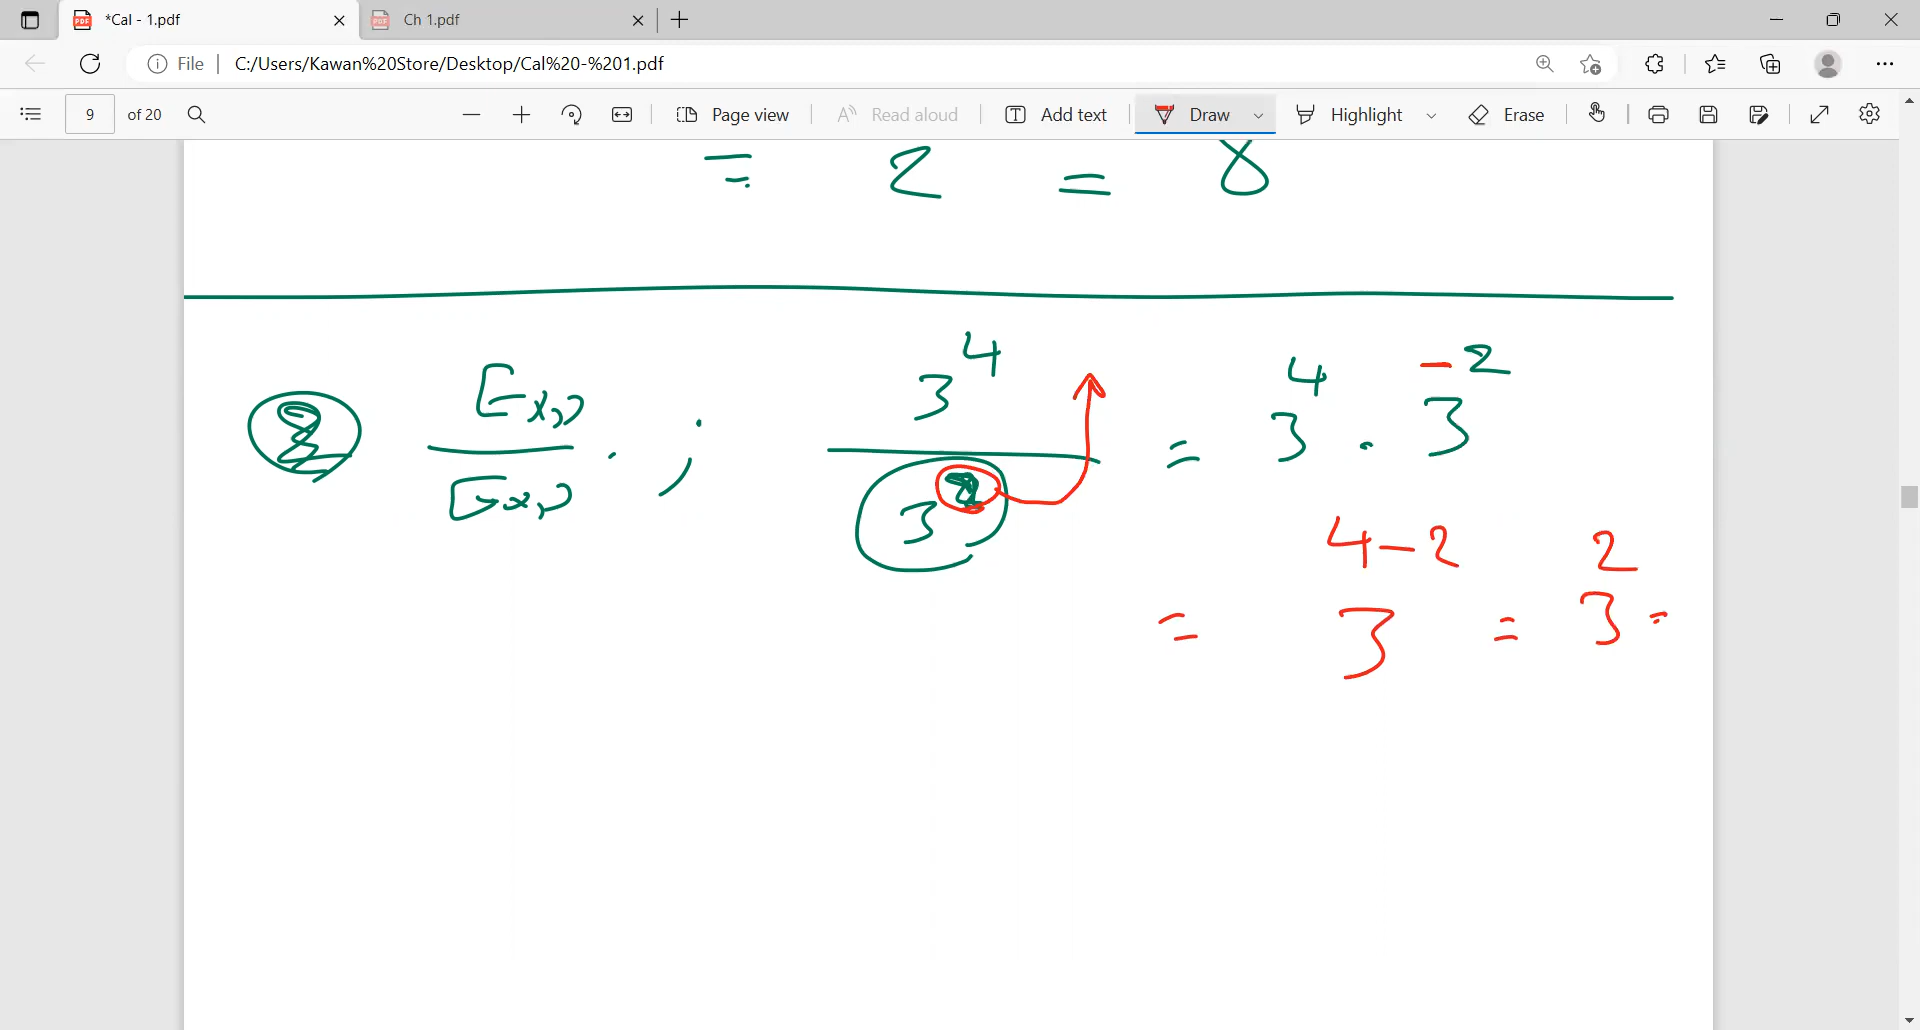 *Cal - 1.pdf
Ch 1.pdf
File
C:/Users/Kawan%20Store/Desktop/Cal%20-%201.pdf
9 of 20
Page view
Read aloud
Add text
Draw
Highlight
Erase
= 2 = 8
2
3^4 / 3^2 = 3^4 · 3^-2
= 3^4-2 = 3^2 =